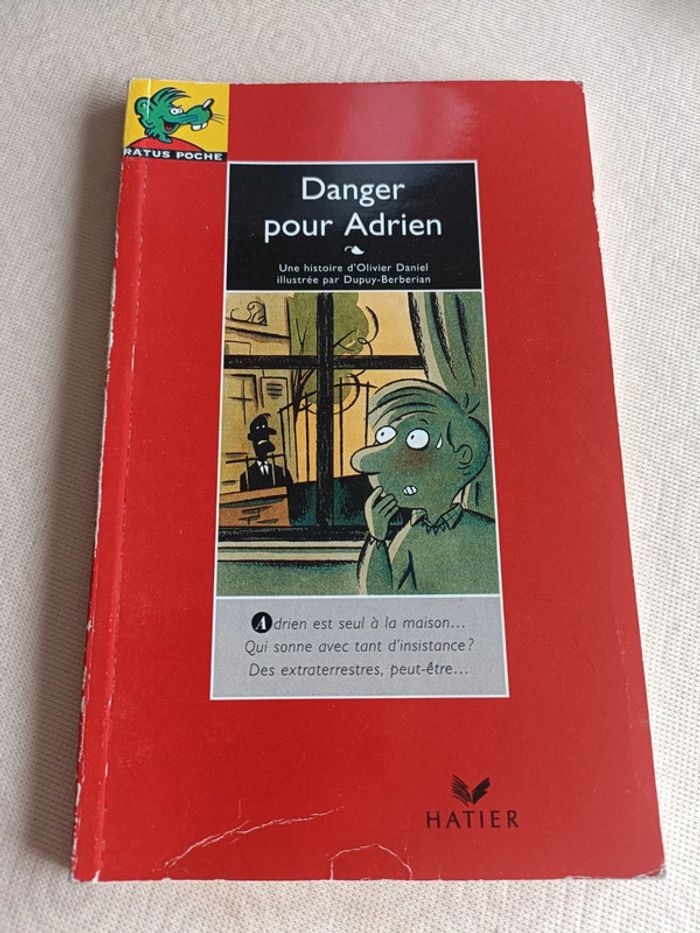 RATUS POCHE
Danger
pour Adrien
Une histoire d'Olivier Daniel
illustrée par Dupuy-Berberian
Adrien est seul à la maison...
Qui sonne avec tant d'insistance ?
Des extraterrestres, peut-être...
HATIER